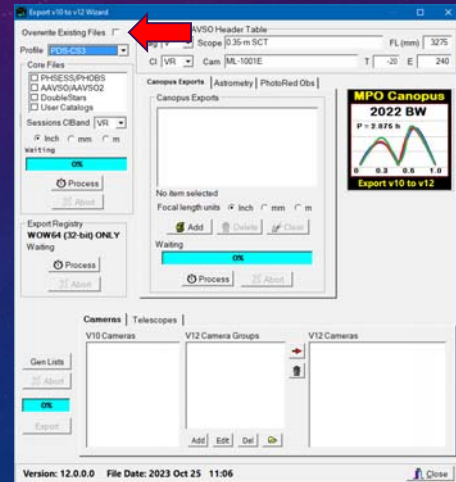 Export v10 to v12 Wizard
Overwrite Existing Files
AVSO Header Table
Profile PDS-CS3
V Scope 0.35-m SCT FL (mm) 3275
Cl VR Cam ML-1001E T -20 E 240
Core Files
PHSESS/PHOBS
AAVSO/AAVSO2
DoubleStars
User Catalogs
Sessions ClBand VR
Inch mm m
Waiting
0%
Process
Abort
Export Registry
WOW64 (32-bit) ONLY
Waiting
Process
Abort
Canopus Exports Astrometry PhotoRed Obs
Canopus Exports
No item selected
Focal length units Inch mm m
Add Delete Clear
Waiting
0%
Process Abort
MPO Canopus
2022 BW
P = 2.875 h
0 0.3 0.5 1.0
Export v10 to v12
Cameras Telescopes
V10 Cameras V12 Camera Groups V12 Cameras
Gen Lists
Abort
0%
Export
Add Edit Del
Version: 12.0.0.0 File Date: 2023 Oct 25 11:06 Close